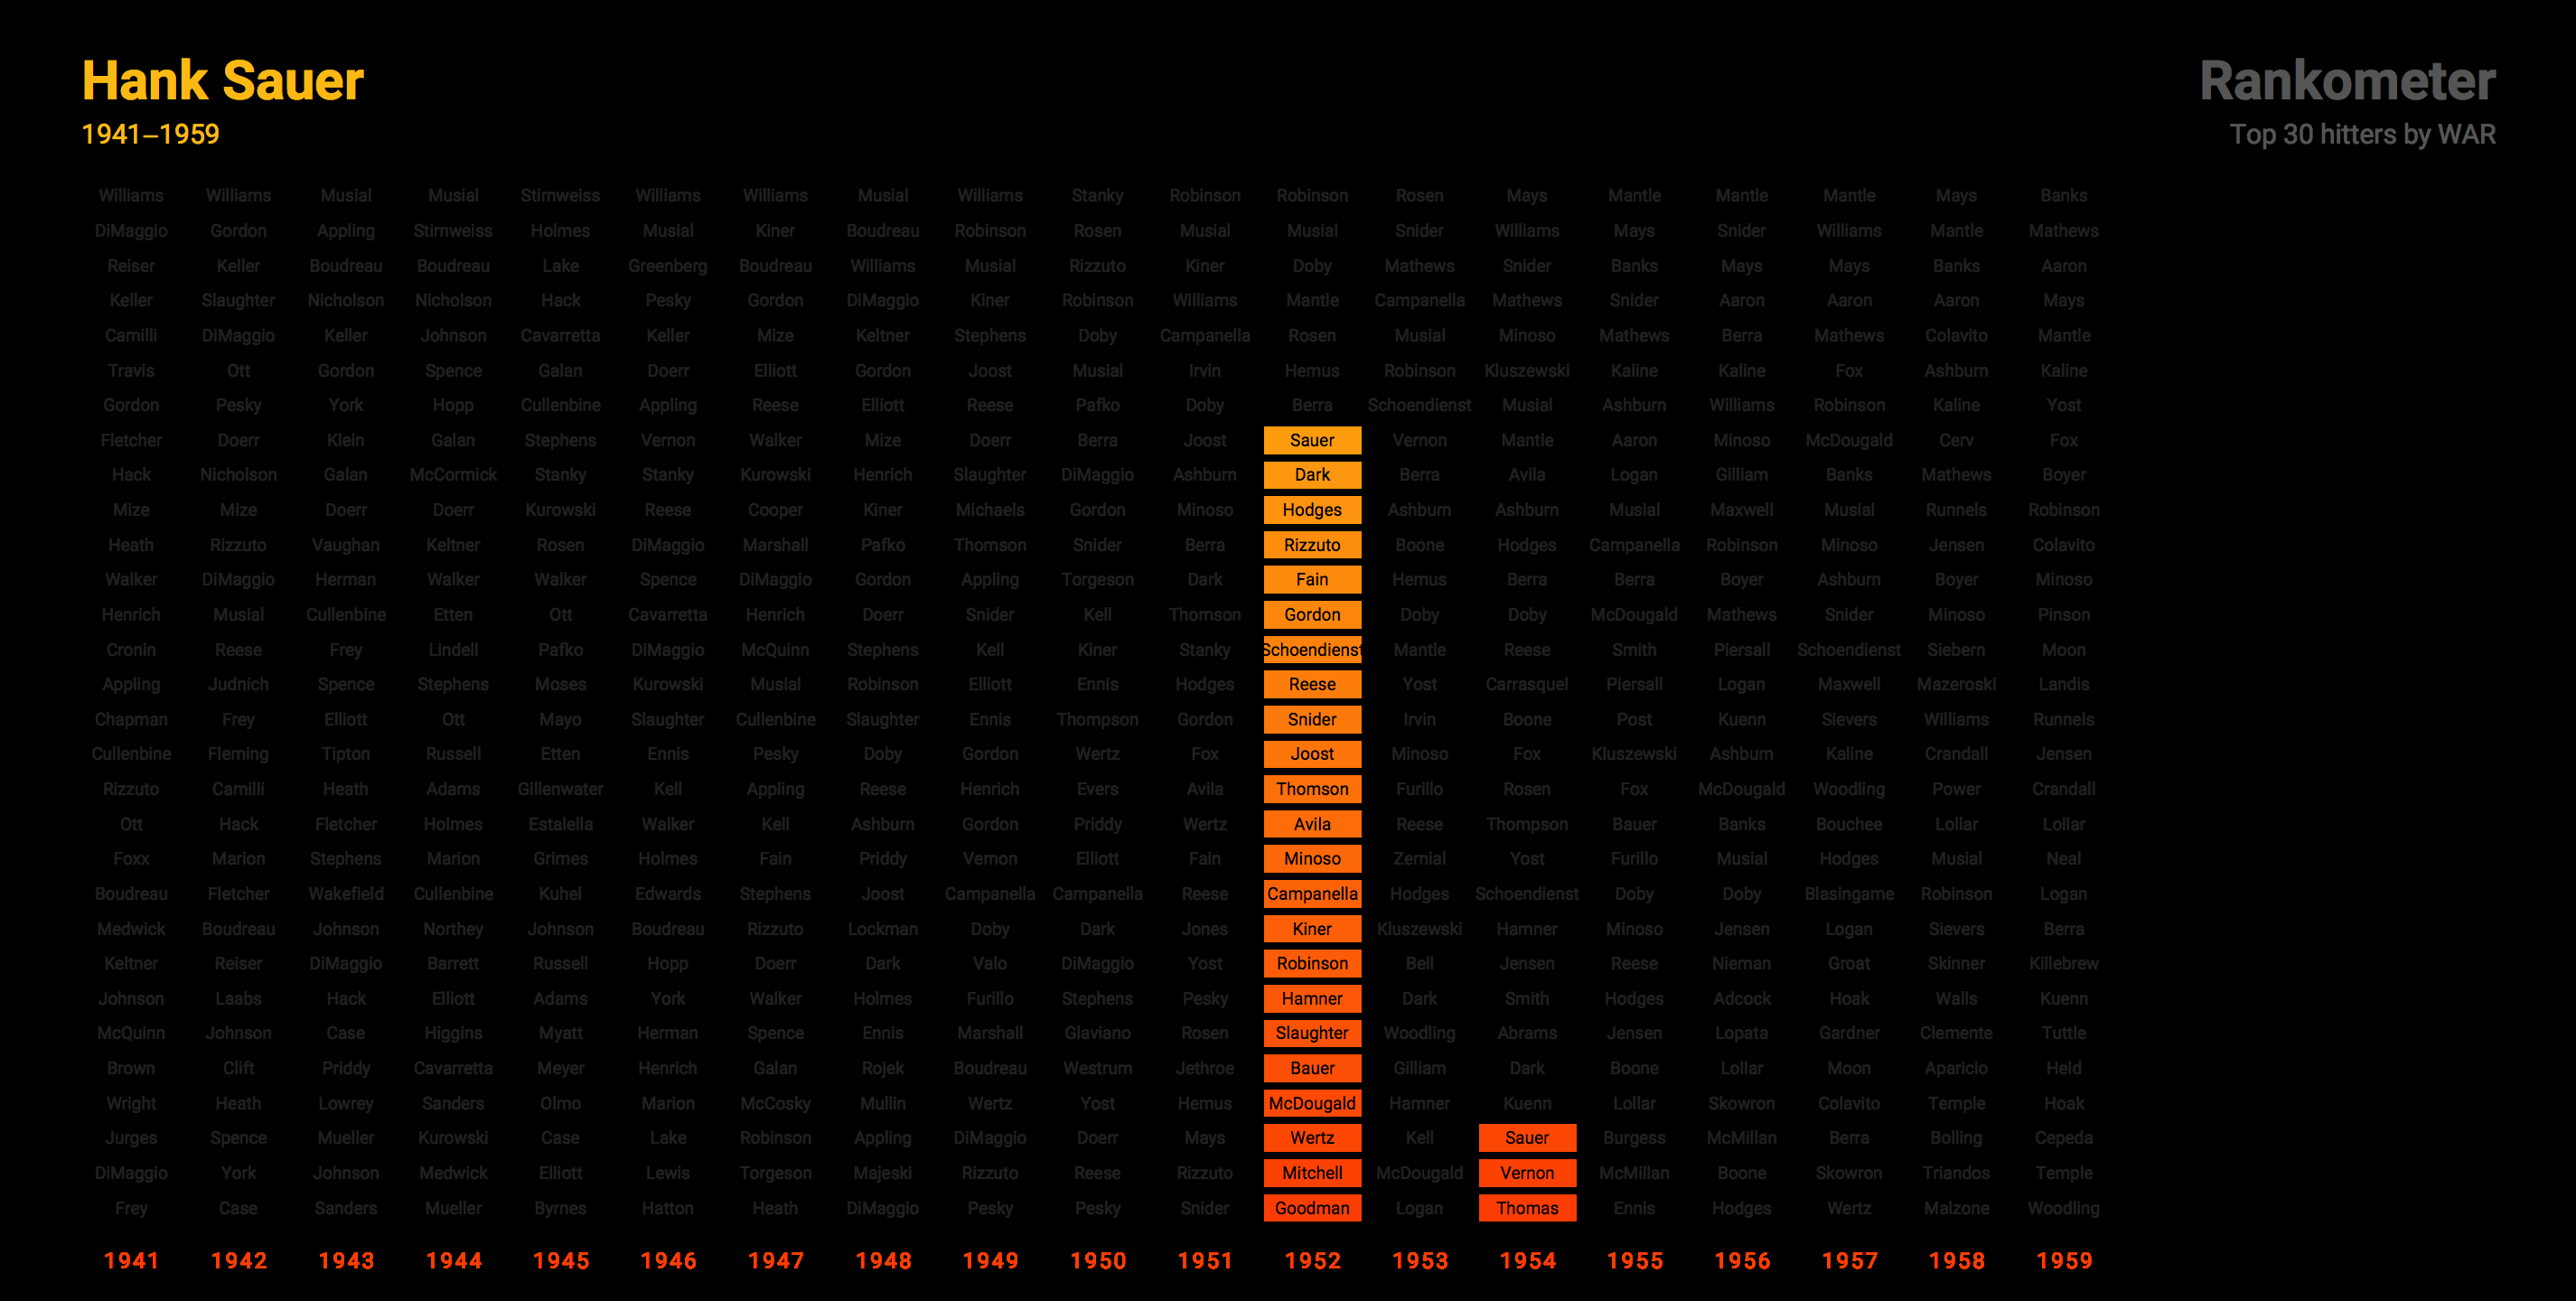 Hank Sauer
1941–1959
Rankometer
Top 30 hitters by WAR
Williams Williams Musial Musial Stirnweiss Williams Williams Musial Williams Stanky Robinson Robinson Rosen Mays Mantle Mantle Mantle Mays Banks
DiMaggio Gordon Appling Stirnweiss Holmes Musial Kiner Boudreau Robinson Rosen Musial Musial Snider Williams Mays Snider Williams Mantle Mathews
Reiser Keller Boudreau Boudreau Lake Greenberg Boudreau Williams Musial Rizzuto Kiner Doby Mathews Snider Banks Mays Mays Banks Aaron
Keller Slaughter Nicholson Nicholson Hack Pesky Gordon DiMaggio Kiner Robinson Williams Mantle Campanella Mathews Snider Aaron Aaron Aaron Mays
Camilli DiMaggio Keller Johnson Cavarretta Keller Mize Keltner Stephens Doby Campanella Rosen Musial Minoso Mathews Berra Mathews Colavito Mantle
Travis Ott Gordon Spence Galan Doerr Elliott Gordon Joost Musial Irvin Hemus Robinson Kluszewski Kaline Kaline Fox Ashburn Kaline
Gordon Pesky York Hopp Cullenbine Appling Reese Elliott Reese Pafko Doby Berra Schoendienst Musial Ashburn Williams Robinson Kaline Yost
Fletcher Doerr Klein Galan Stephens Vernon Walker Mize Doerr Berra Joost Sauer Vernon Mantle Aaron Minoso McDougald Cerv Fox
Hack Nicholson Galan McCormick Stanky Stanky Kurowski Henrich Slaughter DiMaggio Ashburn Dark Berra Avila Logan Gilliam Banks Mathews Boyer
Mize Mize Doerr Doerr Kurowski Reese Cooper Kiner Michaels Gordon Minoso Hodges Ashburn Ashburn Musial Maxwell Musial Runnels Robinson
Heath Rizzuto Vaughan Keltner Rosen DiMaggio Marshall Pafko Thomson Snider Berra Rizzuto Boone Hodges Campanella Robinson Minoso Jensen Colavito
Walker DiMaggio Herman Walker Walker Spence DiMaggio Gordon Appling Torgeson Dark Fain Hemus Berra Berra Boyer Ashburn Boyer Minoso
Henrich Musial Cullenbine Etten Ott Cavarretta Henrich Doerr Snider Kell Thomson Gordon Doby Doby McDougald Mathews Snider Minoso Pinson
Cronin Reese Frey Lindell Pafko DiMaggio McQuinn Stephens Kell Kiner Stanky Schoendienst Mantle Reese Smith Piersall Schoendienst Siebern Moon
Appling Judnich Spence Stephens Moses Kurowski Musial Robinson Elliott Ennis Hodges Reese Yost Carrasquel Piersall Logan Maxwell Mazeroski Landis
Chapman Frey Elliott Ott Mayo Slaughter Cullenbine Slaughter Ennis Thompson Gordon Snider Irvin Boone Post Kuenn Sievers Williams Runnels
Cullenbine Fleming Tipton Russell Etten Ennis Pesky Doby Gordon Wertz Fox Joost Minoso Fox Kluszewski Ashburn Kaline Crandall Jensen
Rizzuto Camilli Heath Adams Gillenwater Kell Appling Reese Henrich Evers Avila Thomson Furillo Rosen Fox McDougald Woodling Power Crandall
Ott Hack Fletcher Holmes Estalella Walker Kell Ashburn Gordon Priddy Wertz Avila Reese Thompson Bauer Banks Bouchee Lollar Lollar
Foxx Marion Stephens Marion Grimes Holmes Fain Priddy Vernon Elliott Fain Minoso Zernial Yost Furillo Musial Hodges Musial Neal
Boudreau Fletcher Wakefield Cullenbine Kuhel Edwards Stephens Joost Campanella Campanella Reese Campanella Hodges Schoendienst Doby Doby Blasingame Robinson Logan
Medwick Boudreau Johnson Northey Johnson Boudreau Rizzuto Lockman Doby Dark Jones Kiner Kluszewski Hamner Minoso Jensen Logan Sievers Berra
Keltner Reiser DiMaggio Barrett Russell Hopp Doerr Dark Valo DiMaggio Yost Robinson Bell Jensen Reese Nieman Groat Skinner Killebrew
Johnson Laabs Hack Elliott Adams York Walker Holmes Furillo Stephens Pesky Hamner Dark Smith Hodges Adcock Hoak Walls Kuenn
McQuinn Johnson Case Higgins Myatt Herman Spence Ennis Marshall Glaviano Rosen Slaughter Woodling Abrams Jensen Lopata Gardner Clemente Tuttle
Brown Clift Priddy Cavarretta Meyer Henrich Galan Rojek Boudreau Westrum Jethroe Bauer Gilliam Dark Boone Lollar Moon Aparicio Held
Wright Heath Lowrey Sanders Olmo Marion McCosky Mullin Wertz Yost Hemus McDougald Hamner Kuenn Lollar Skowron Colavito Temple Hoak
Jurges Spence Mueller Kurowski Case Lake Robinson Appling DiMaggio Doerr Mays Wertz Kell Sauer Burgess McMillan Berra Bolling Cepeda
DiMaggio York Johnson Medwick Elliott Lewis Torgeson Majeski Rizzuto Reese Rizzuto Mitchell McDougald Vernon McMillan Boone Skowron Triandos Temple
Frey Case Sanders Mueller Byrnes Hatton Heath DiMaggio Pesky Pesky Snider Goodman Logan Thomas Ennis Hodges Wertz Malzone Woodling
1941 1942 1943 1944 1945 1946 1947 1948 1949 1950 1951 1952 1953 1954 1955 1956 1957 1958 1959